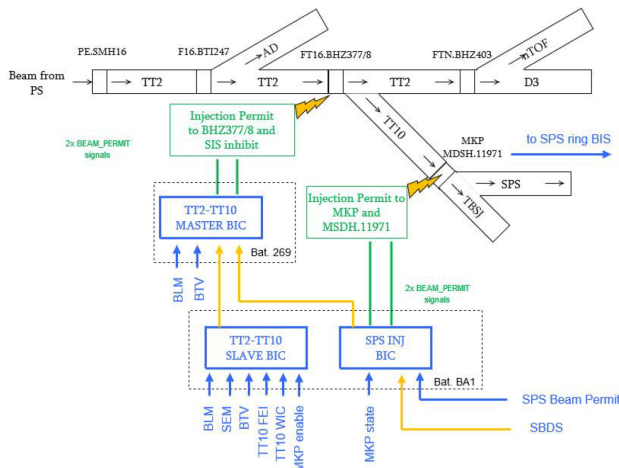 PE.SMH16
F16.BTI247
AD
FT16.BHZ377/8
FTN.BHZ403
nTOF
Beam from
PS
TT2
TT2
TT2
D3
TT10
MKP
MDSH.11971
to SPS ring BIS
SPS
TBSJ
Injection Permit
to BHZ377/8 and
SIS inhibit
2x BEAM_PERMIT
signals
Injection Permit to
MKP and
MSDH.11971
TT2-TT10
MASTER BIC
Bat. 269
BLM
BTV
2x BEAM_PERMIT
signals
TT2-TT10
SLAVE BIC
SPS INJ
BIC
Bat. BA1
BLM
SEM
BTV
TT10 FEI
TT10 WIC
MKP enable
MKP state
SPS Beam Permit
SBDS